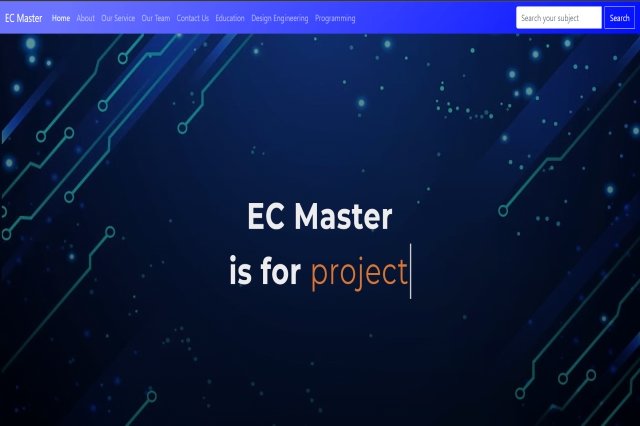 EC Master Home About Our Service Our Team Contact Us Education Design Engineering Programming Search your subject Search
EC Master
is for project